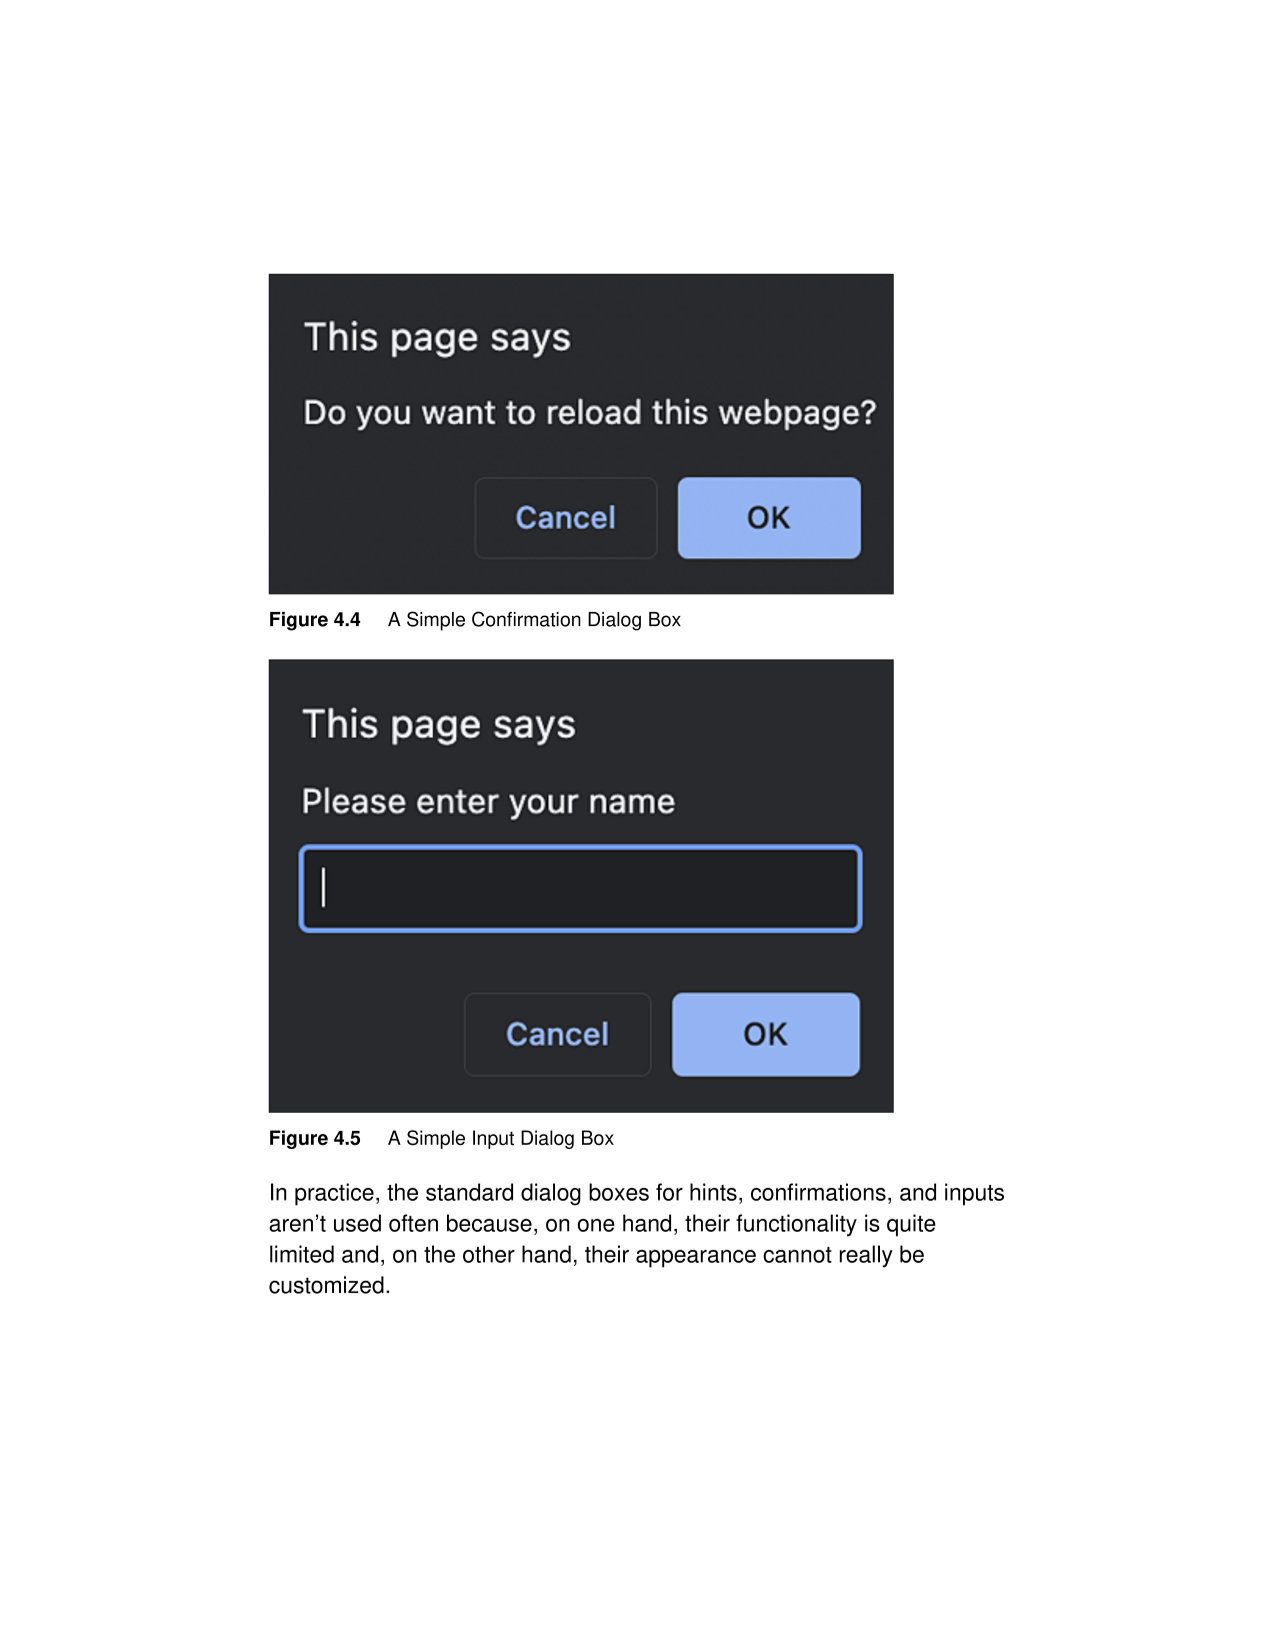 This page says
Do you want to reload this webpage?
Cancel OK
Figure 4.4 A Simple Confirmation Dialog Box
This page says
Please enter your name
Cancel OK
Figure 4.5 A Simple Input Dialog Box
In practice, the standard dialog boxes for hints, confirmations, and inputs
aren’t used often because, on one hand, their functionality is quite
limited and, on the other hand, their appearance cannot really be
customized.